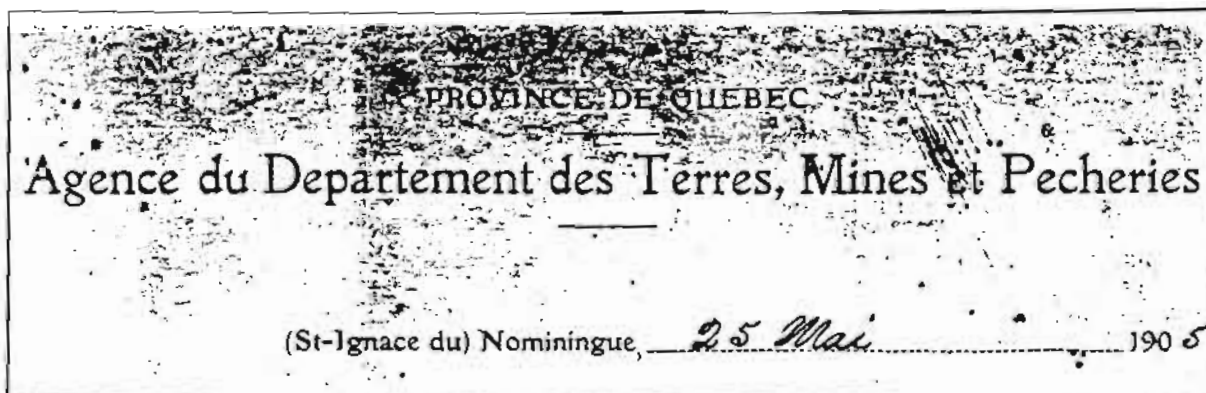 PROVINCE DE QUEBEC
Agence du Departement des Terres, Mines et Pecheries
(St-Ignace du) Nominingue, 25 Mai 1905